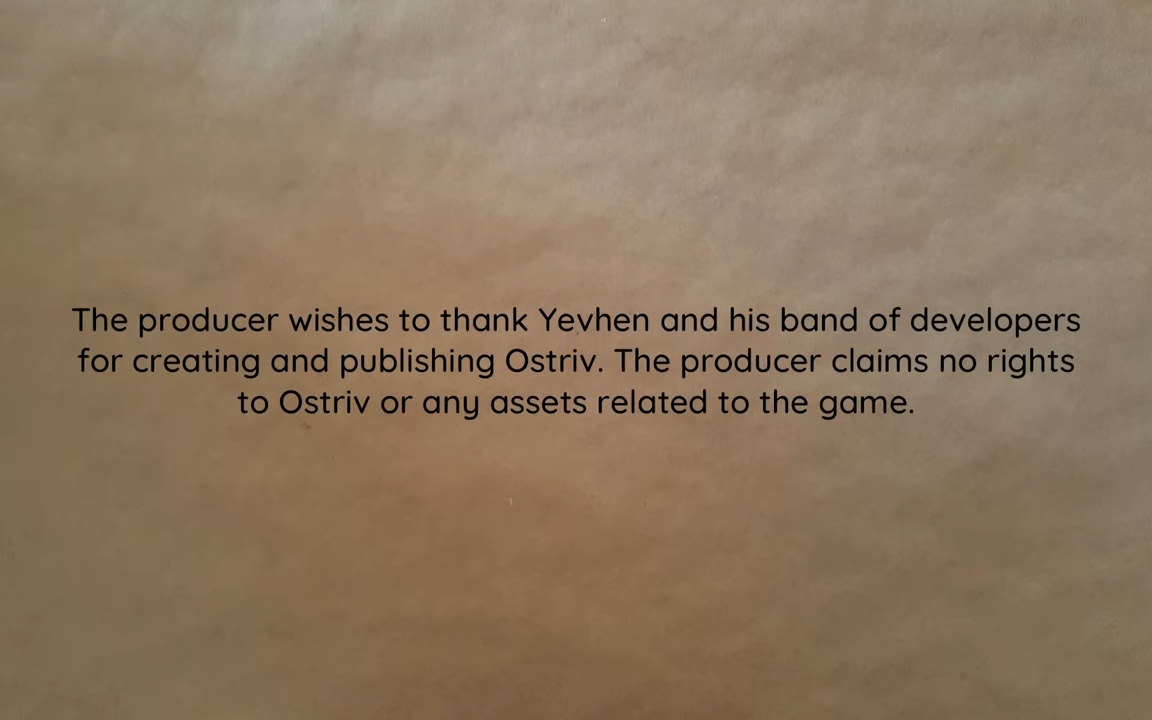 The producer wishes to thank Yevhen and his band of developers
for creating and publishing Ostriv. The producer claims no rights
to Ostriv or any assets related to the game.